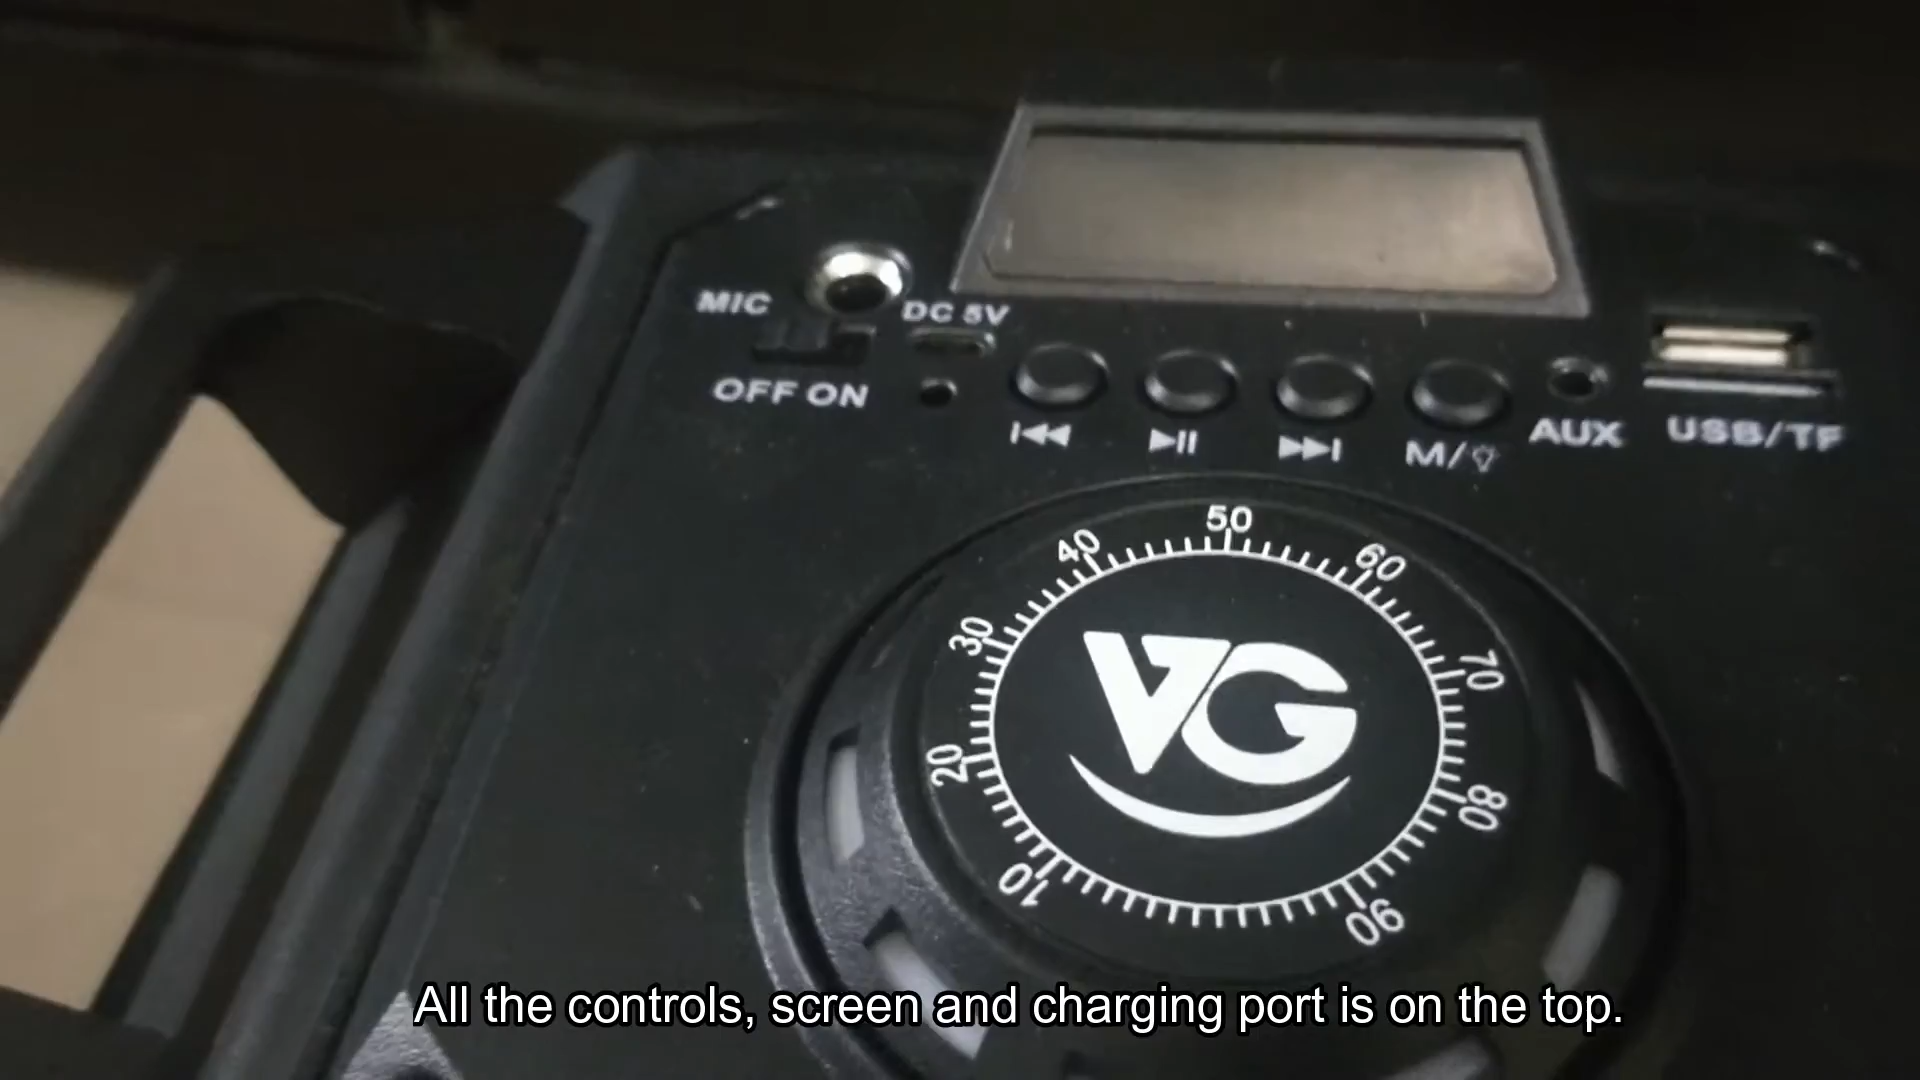 MIC
DC 5V
OFF ON
M/
AUX
USB/TF
10
20
30
40
50
60
70
80
90
VG
All the controls, screen and charging port is on the top.